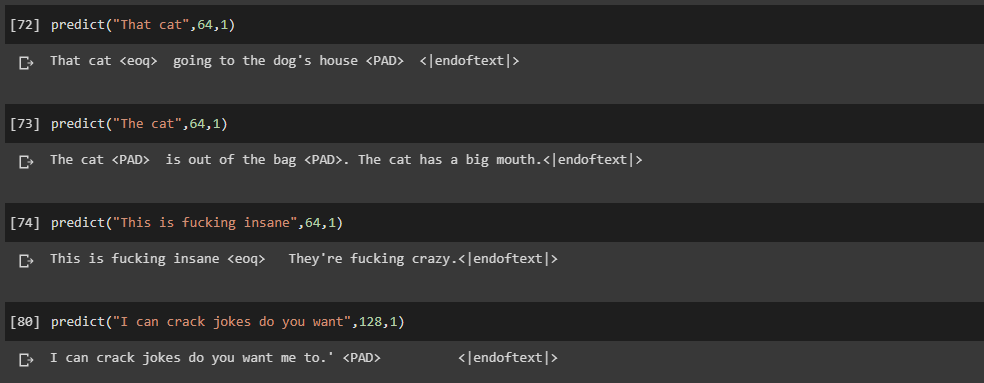 [72] predict("That cat",64,1)
That cat <eoq>  going to the dog's house <PAD>  <|endoftext|>
[73] predict("The cat",64,1)
The cat <PAD>  is out of the bag <PAD>. The cat has a big mouth.<|endoftext|>
[74] predict("This is fucking insane",64,1)
This is fucking insane <eoq>   They're fucking crazy.<|endoftext|>
[80] predict("I can crack jokes do you want",128,1)
I can crack jokes do you want me to.' <PAD>          <|endoftext|>